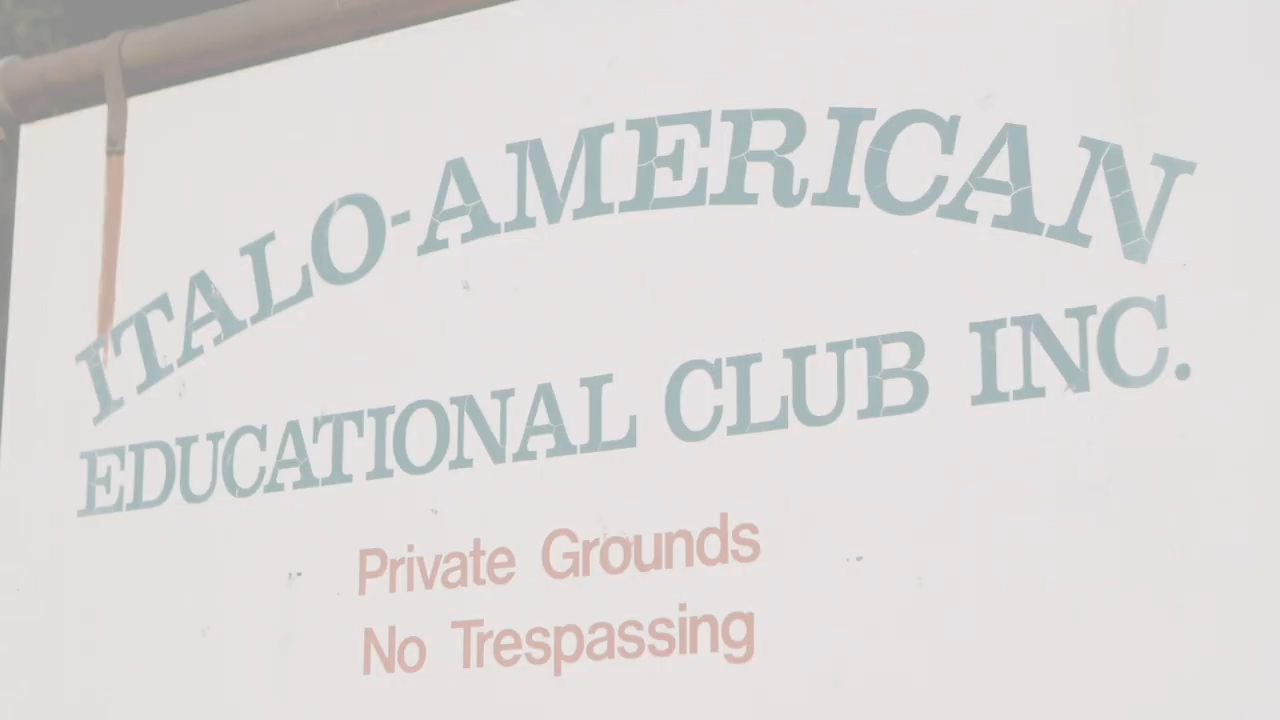 ITALO-AMERICAN
EDUCATIONAL CLUB INC.
Private Grounds
No Trespassing